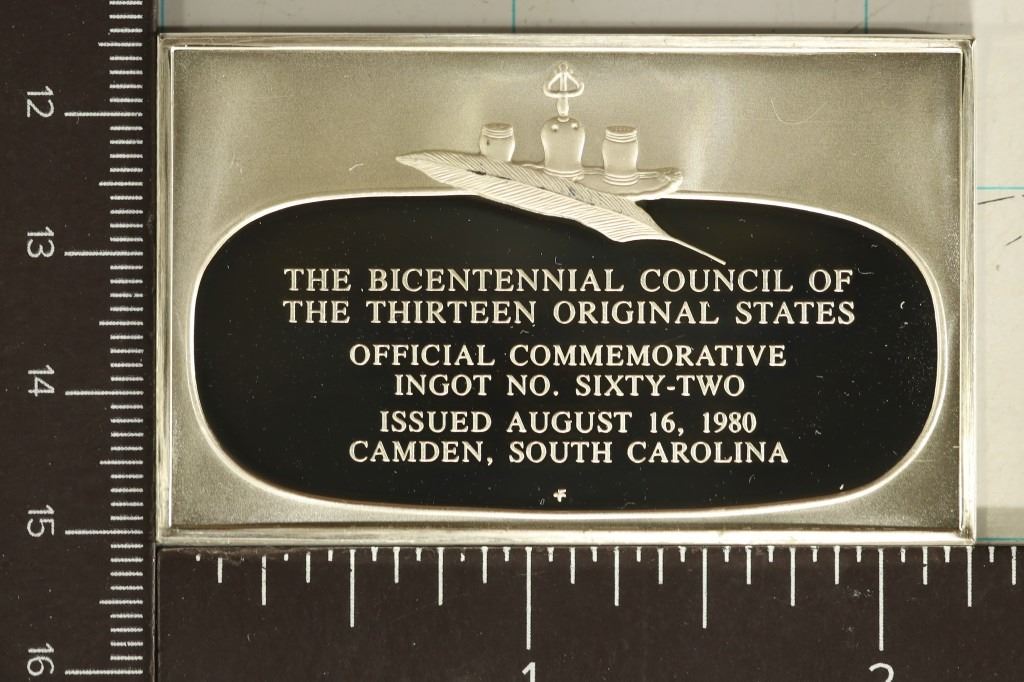 THE BICENTENNIAL COUNCIL OF
THE THIRTEEN ORIGINAL STATES
OFFICIAL COMMEMORATIVE
INGOT NO. SIXTY-TWO
ISSUED AUGUST 16, 1980
CAMDEN, SOUTH CAROLINA
F
12
13
14
15
16
1
2